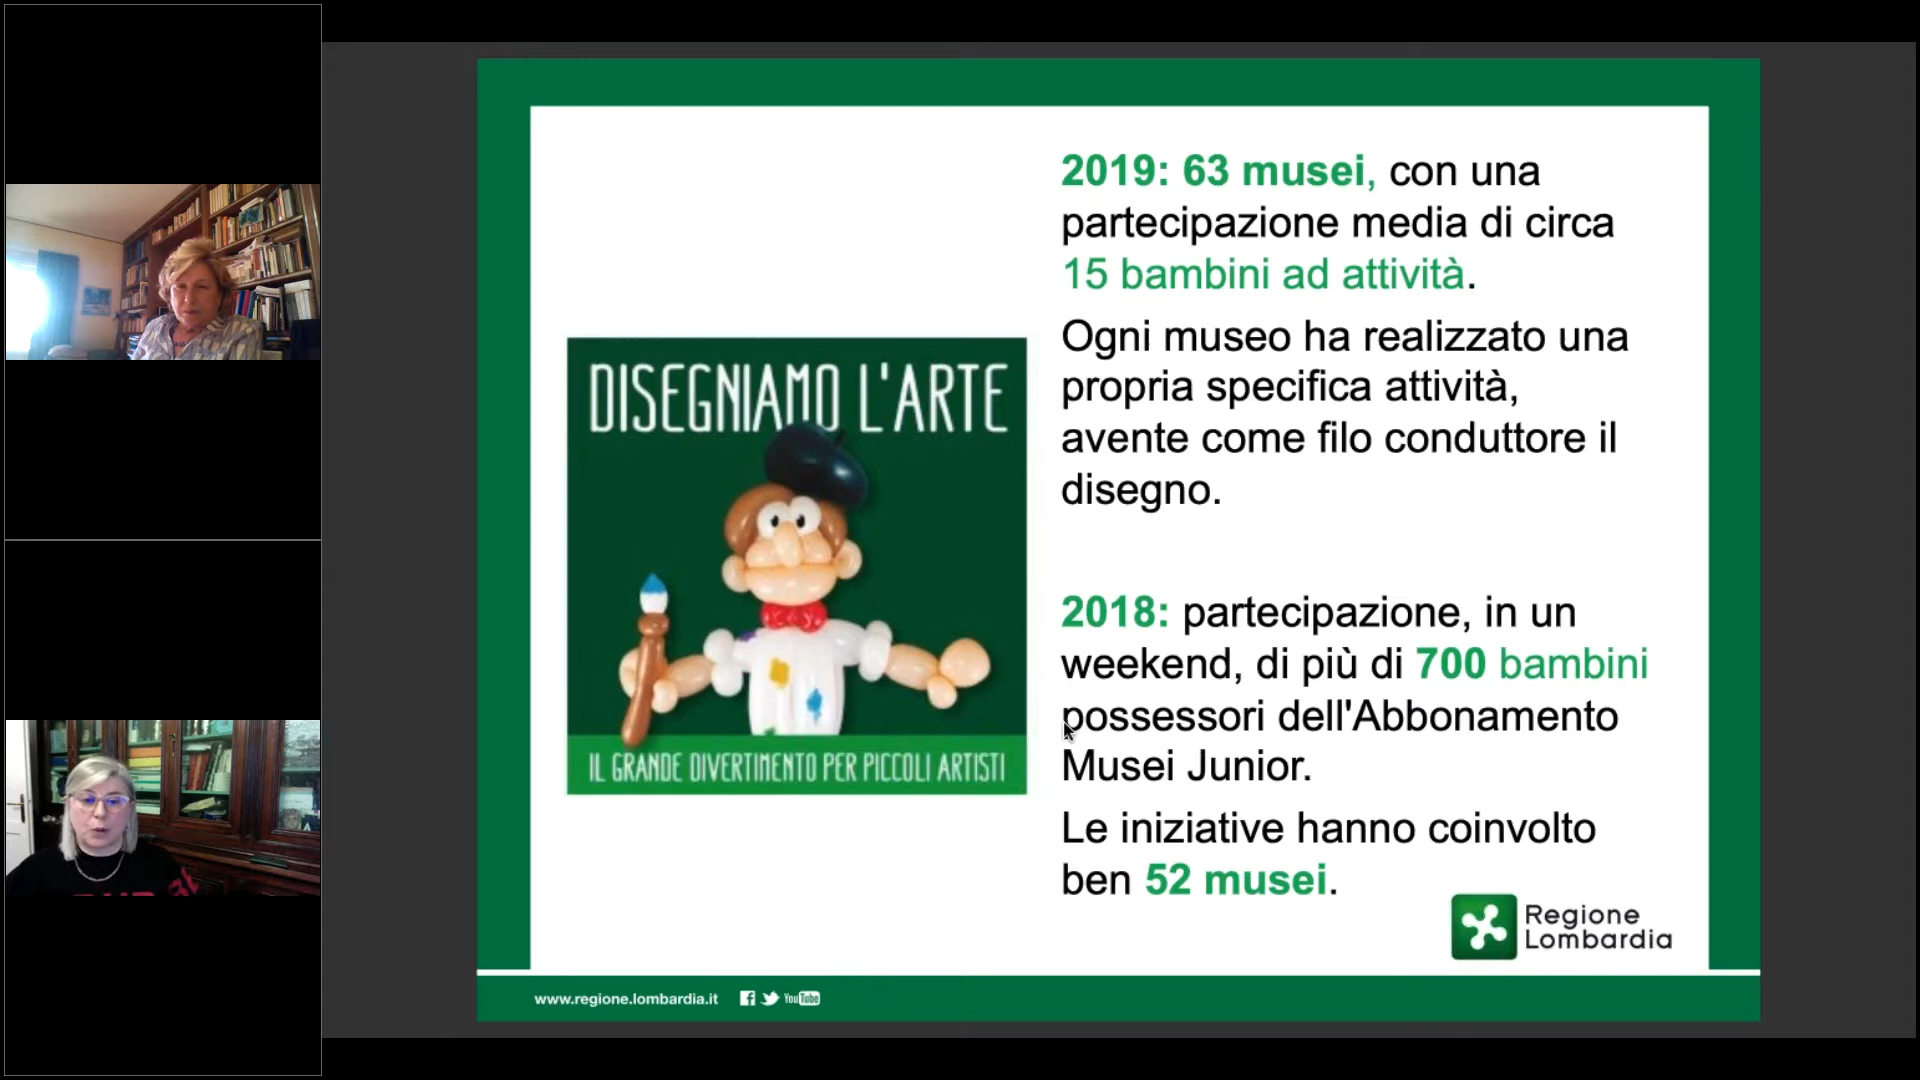 DISEGNIAMO L'ARTE
IL GRANDE DIVERTIMENTO PER PICCOLI ARTISTI
2019: 63 musei, con una
partecipazione media di circa
15 bambini ad attività.
Ogni museo ha realizzato una
propria specifica attività,
avente come filo conduttore il
disegno.
2018: partecipazione, in un
weekend, di più di 700 bambini
possessori dell'Abbonamento
Musei Junior.
Le iniziative hanno coinvolto
ben 52 musei.
Regione
Lombardia
www.regione.lombardia.it
YouTube